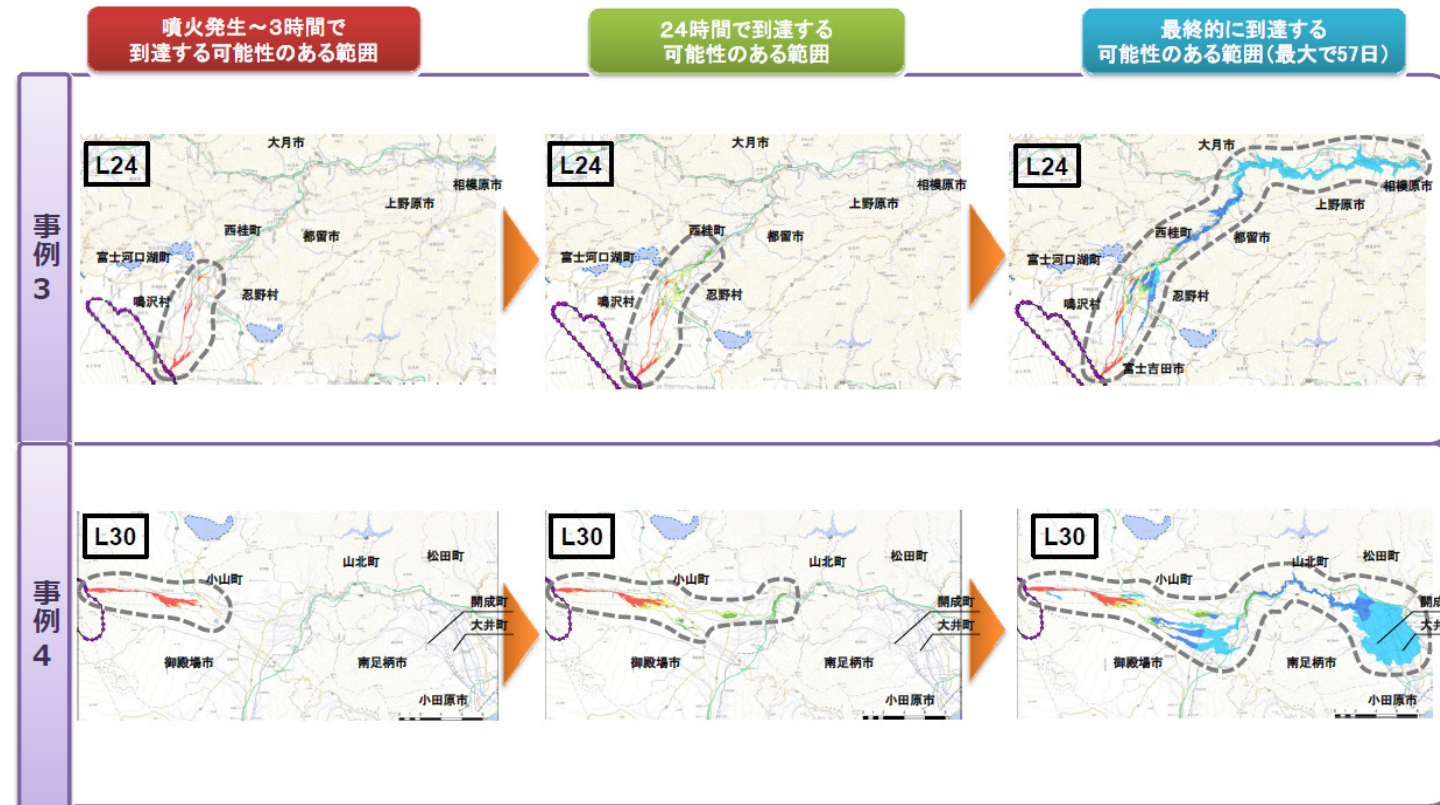 噴火発生～3時間で
到達する可能性のある範囲
24時間で到達する
可能性のある範囲
最終的に到達する
可能性のある範囲(最大で57日)
事例3
L24
大月市
相模原市
上野原市
西桂町
都留市
富士河口湖町
鳴沢村
忍野村
L24
大月市
相模原市
上野原市
西桂町
都留市
富士河口湖町
鳴沢村
忍野村
L24
大月市
相模原市
上野原市
西桂町
都留市
富士河口湖町
鳴沢村
忍野村
富士吉田市
事例4
L30
松田町
山北町
小山町
開成町
大井町
御殿場市
南足柄市
小田原市
L30
松田町
山北町
小山町
開成町
大井町
御殿場市
南足柄市
小田原市
L30
松田町
山北町
小山町
開成
大井
御殿場市
南足柄市
小田原市